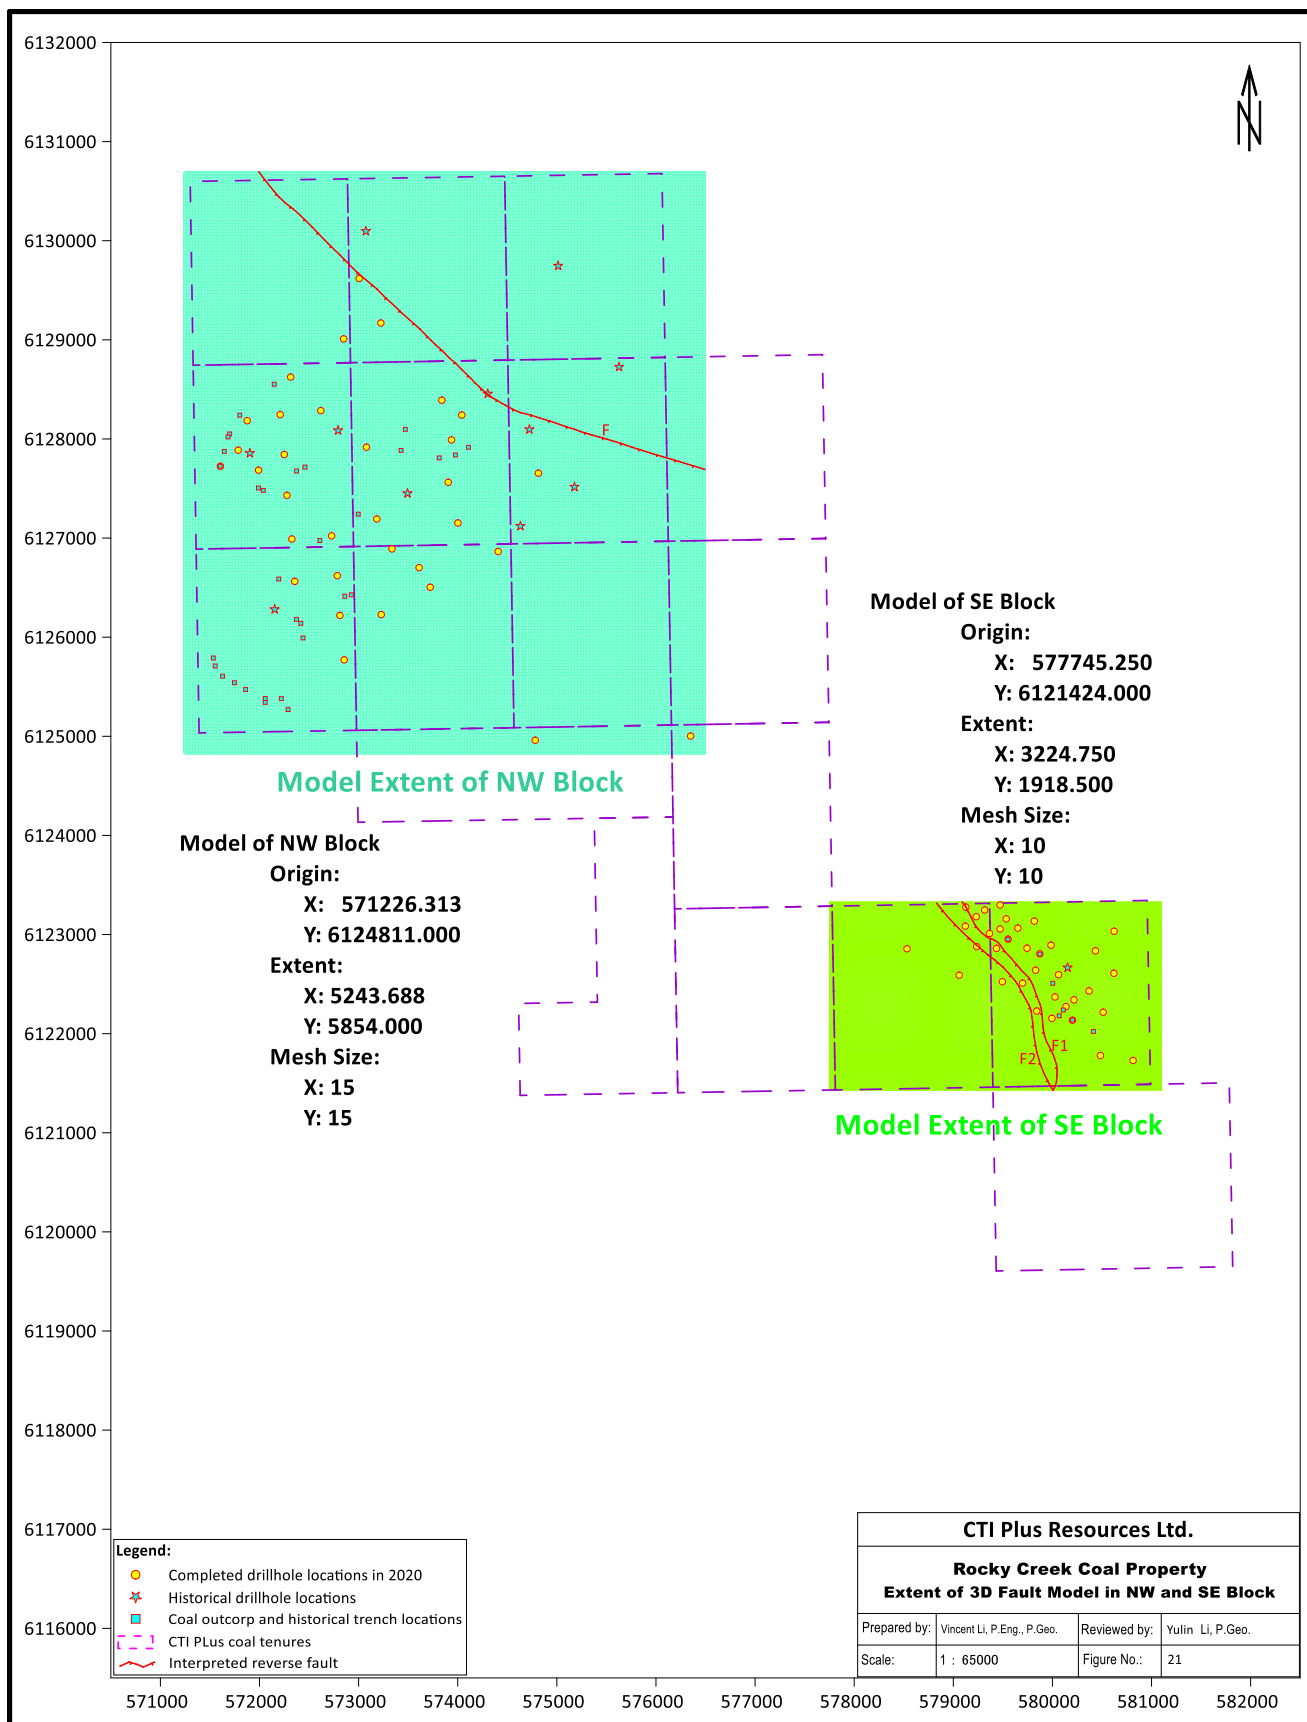 6132000
6131000
6130000
6129000
6128000
6127000
6126000
6125000
6124000
6123000
6122000
6121000
6120000
6119000
6118000
6117000
6116000
N
F
Model Extent of NW Block
Model of NW Block
Origin:
X: 571226.313
Y: 6124811.000
Extent:
X: 5243.688
Y: 5854.000
Mesh Size:
X: 15
Y: 15
Model of SE Block
Origin:
X: 577745.250
Y: 6121424.000
Extent:
X: 3224.750
Y: 1918.500
Mesh Size:
X: 10
Y: 10
F1
F2
Model Extent of SE Block
Legend:
Completed drillhole locations in 2020
Historical drillhole locations
Coal outcorp and historical trench locations
CTI PLus coal tenures
Interpreted reverse fault
CTI Plus Resources Ltd.
Rocky Creek Coal Property
Extent of 3D Fault Model in NW and SE Block
Prepared by: Vincent Li, P.Eng., P.Geo. Reviewed by: Yulin Li, P.Geo.
Scale: 1 : 65000 Figure No.: 21
571000 572000 573000 574000 575000 576000 577000 578000 579000 580000 581000 582000